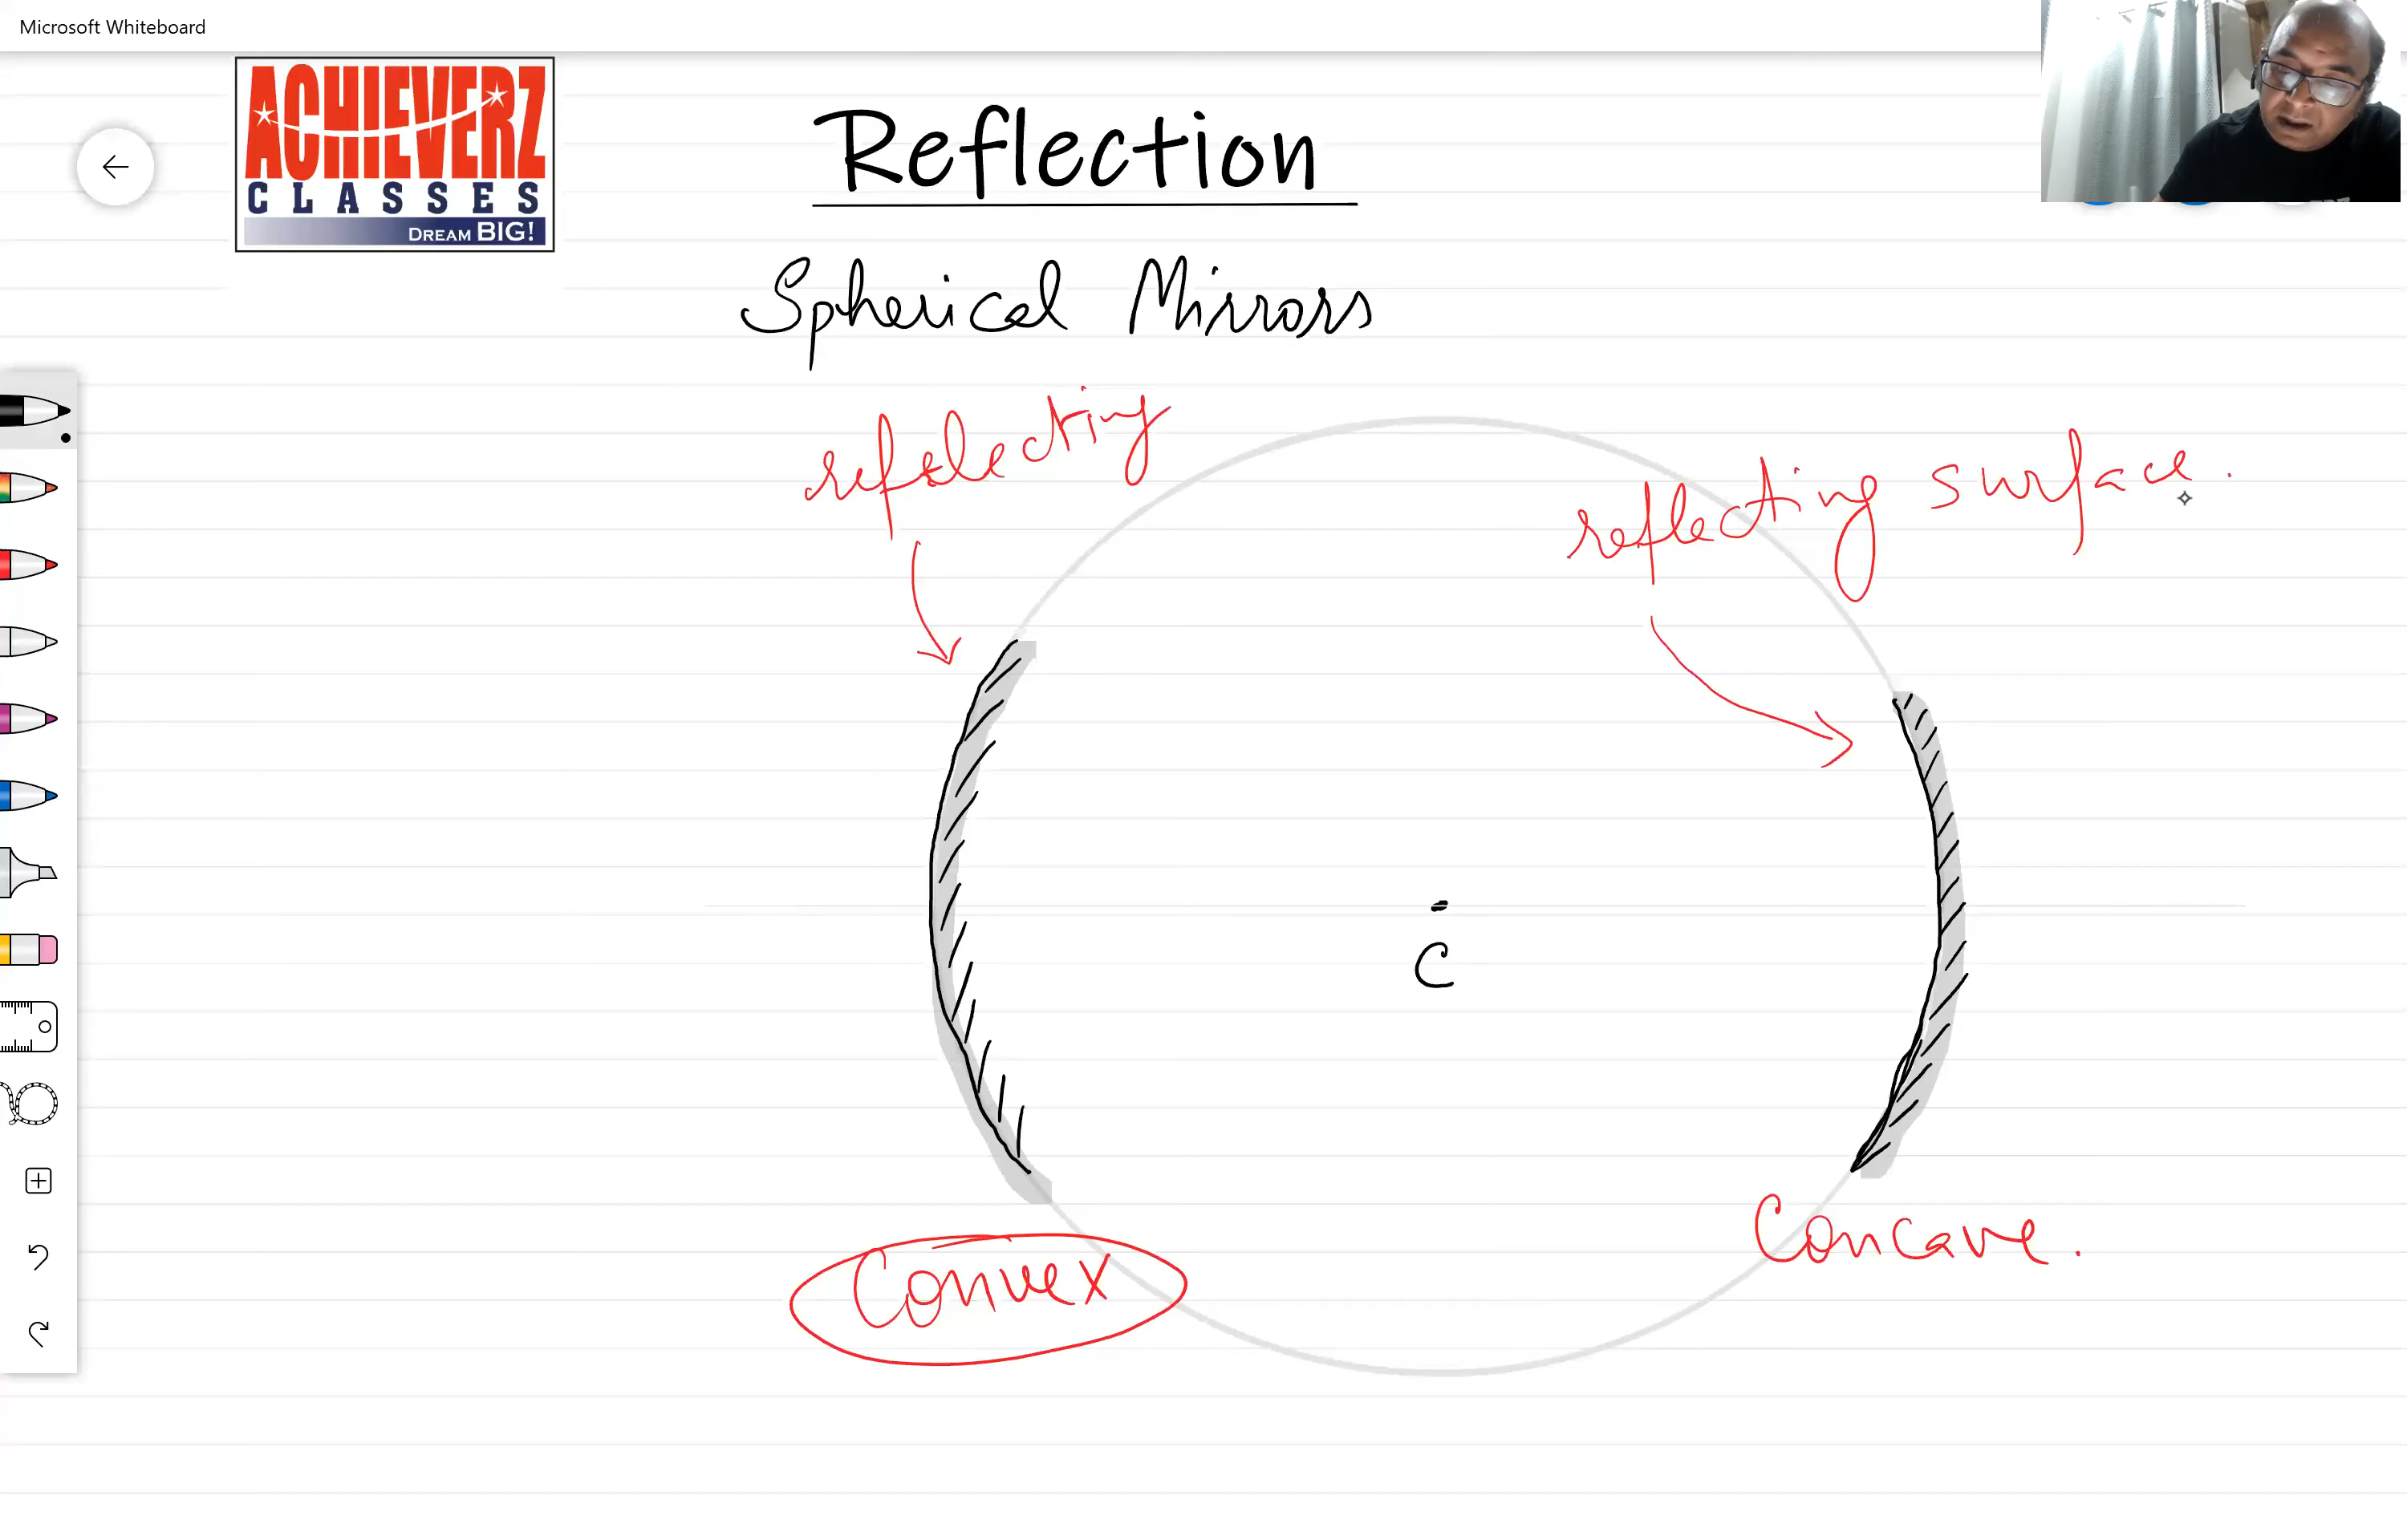 Microsoft Whiteboard
ACHIEVERZ
CLASSES
DREAM BIG!
Reflection
Spherical Mirrors
reflecting
reflecting surface.
C
Convex
Concave.